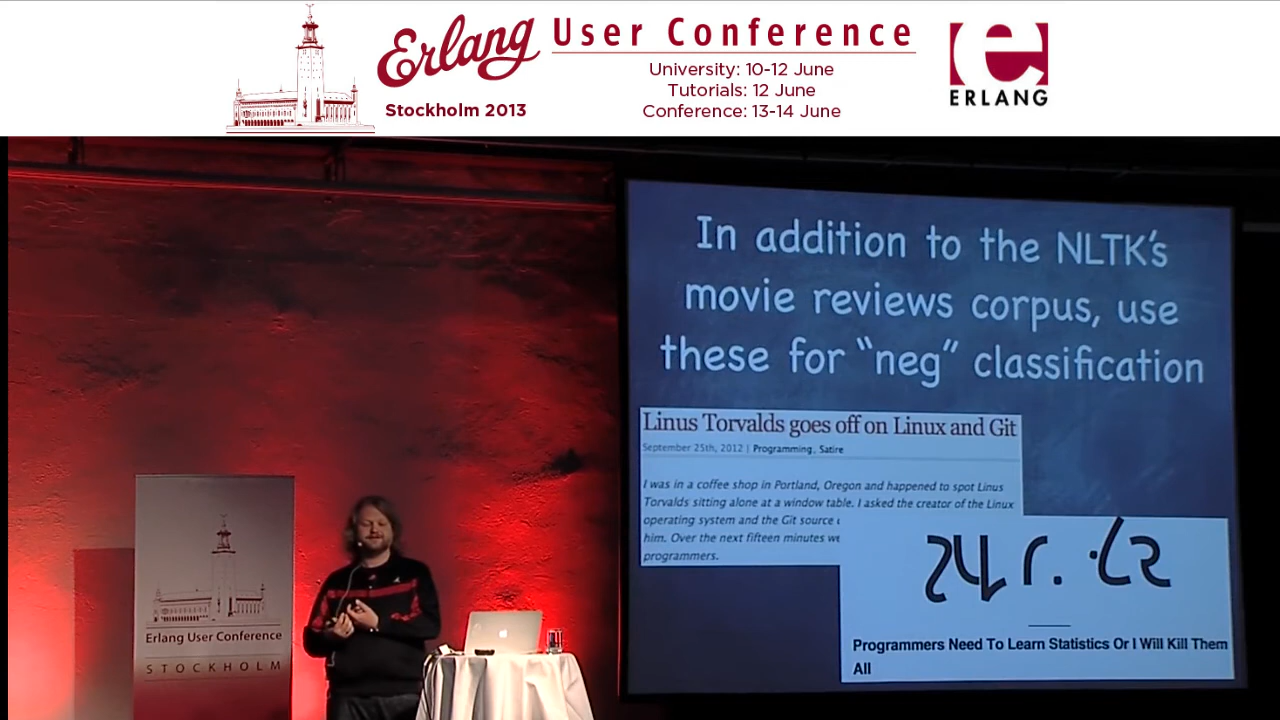 Erlang User Conference
Stockholm 2013
University: 10-12 June
Tutorials: 12 June
Conference: 13-14 June
e
ERLANG
In addition to the NLTK's
movie reviews corpus, use
these for “neg” classification
Linus Torvalds goes off on Linux and Git
September 25th, 2012 | Programming, Satire
I was in a coffee shop in Portland, Oregon and happened to spot Linus
Torvalds sitting alone at a window table. I asked the creator of the Linux
operating system and the Git source
him. Over the next fifteen minutes we
programmers.
Programmers Need To Learn Statistics Or I Will Kill Them
All
Erlang User Conference
STOCKHOLM